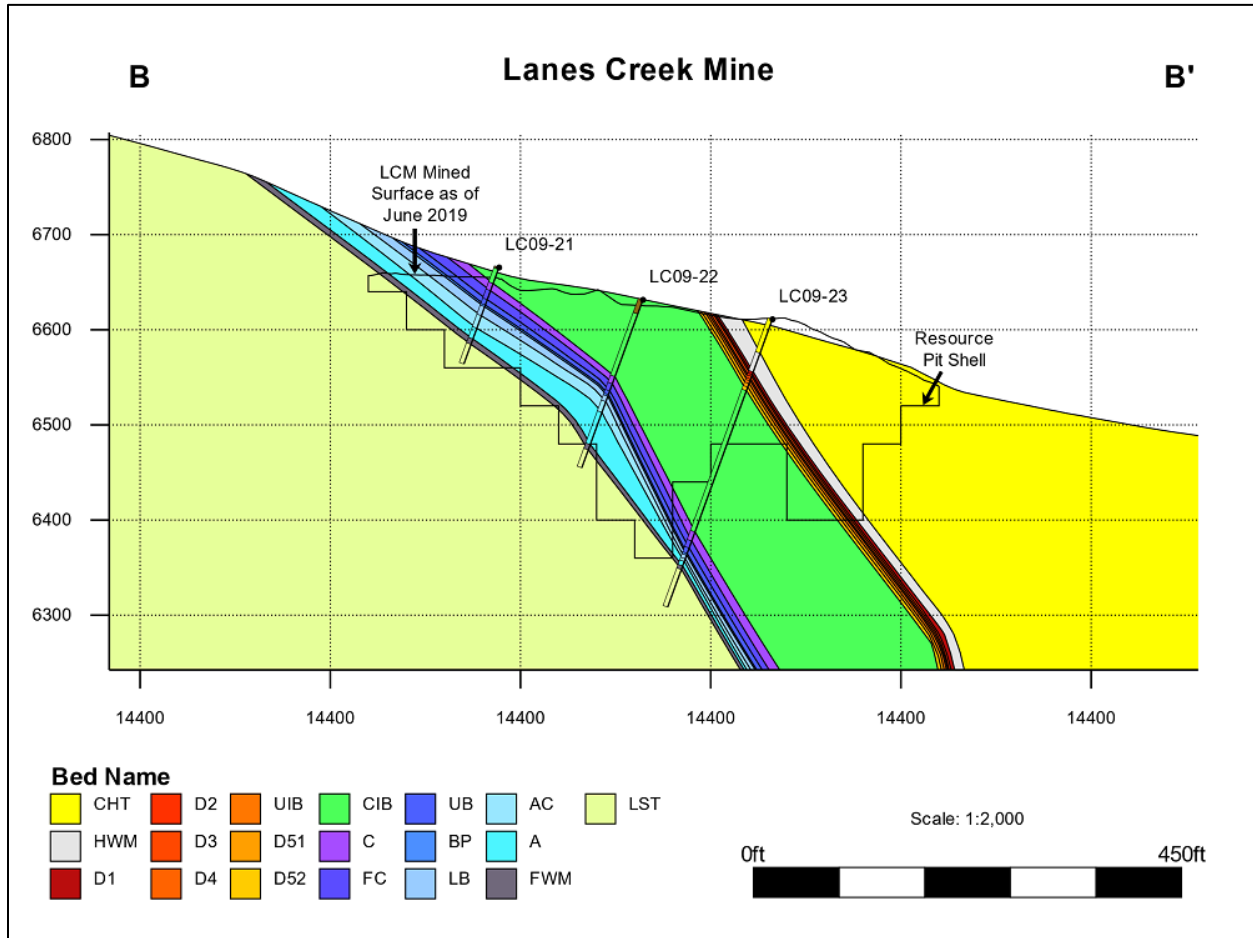 B
Lanes Creek Mine
B'
6800
6700
6600
6500
6400
6300
LCM Mined
Surface as of
June 2019
LC09-21
LC09-22
LC09-23
Resource
Pit Shell
14400
14400
14400
14400
14400
14400
Bed Name
CHT
D2
UIB
CIB
UB
AC
LST
HWM
D3
D51
C
BP
A
D1
D4
D52
FC
LB
FWM
Scale: 1:2,000
0ft
450ft